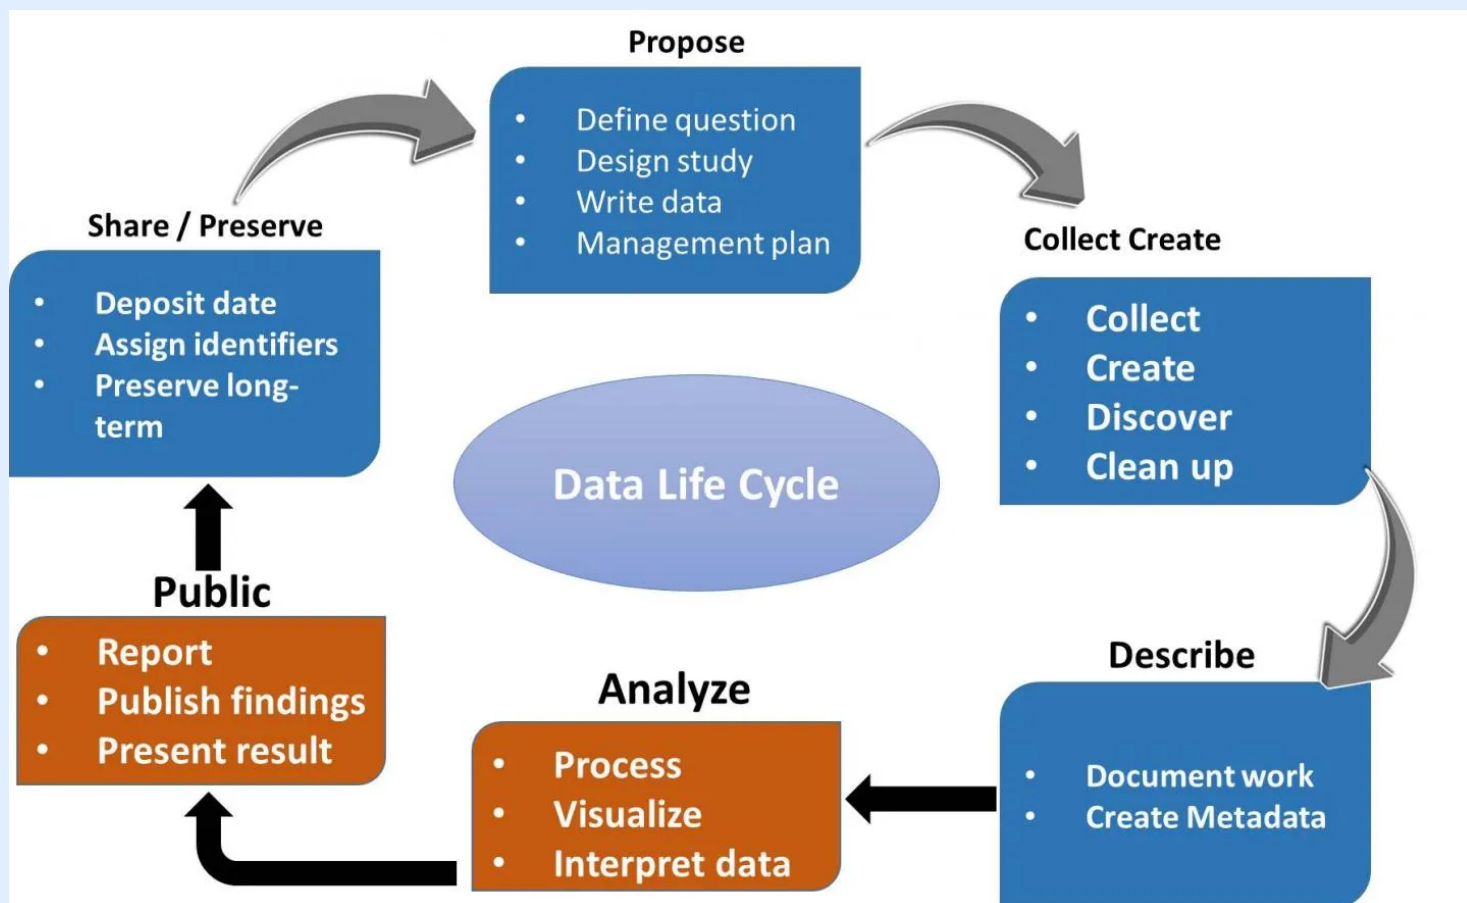 Propose
• Define question
• Design study
• Write data
• Management plan
Collect Create
• Collect
• Create
• Discover
• Clean up
Describe
• Document work
• Create Metadata
Analyze
• Process
• Visualize
• Interpret data
Public
• Report
• Publish findings
• Present result
Share / Preserve
• Deposit date
• Assign identifiers
• Preserve long-
term
Data Life Cycle